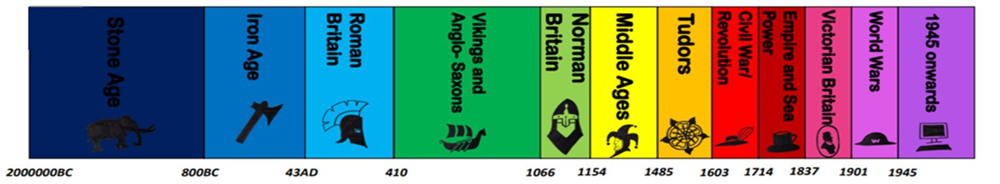 Stone Age
Iron Age
Roman
Britain
Vikings and
Anglo- Saxons
Norman
Britain
Middle Ages
Tudors
Civil War/
Revolution
Empire and Sea
Power
Victorian Britain
World Wars
W
1945 onwards
2000000BC 800BC 43AD 410 1066 1154 1485 1603 1714 1837 1901 1945